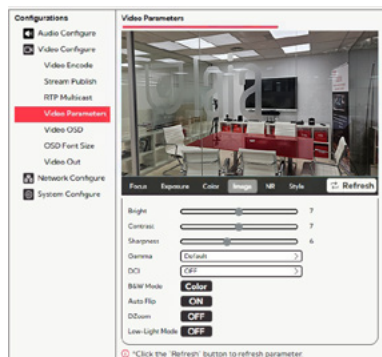 Configurations
Audio Configure
Video Configure
Video Encode
Stream Publish
RTP Multicast
Video Parameters
Video OSD
OSD Font Size
Video Out
Network Configure
System Configure
Video Parameters
Focus Exposure Color Image NR Style Refresh
Bright 7
Contrast 7
Sharpness 6
Gamma Default
DCI OFF
B&W Mode Color
Auto Flip ON
DZoom OFF
Low-Light Mode OFF
*Click the "Refresh" button to refresh parameter